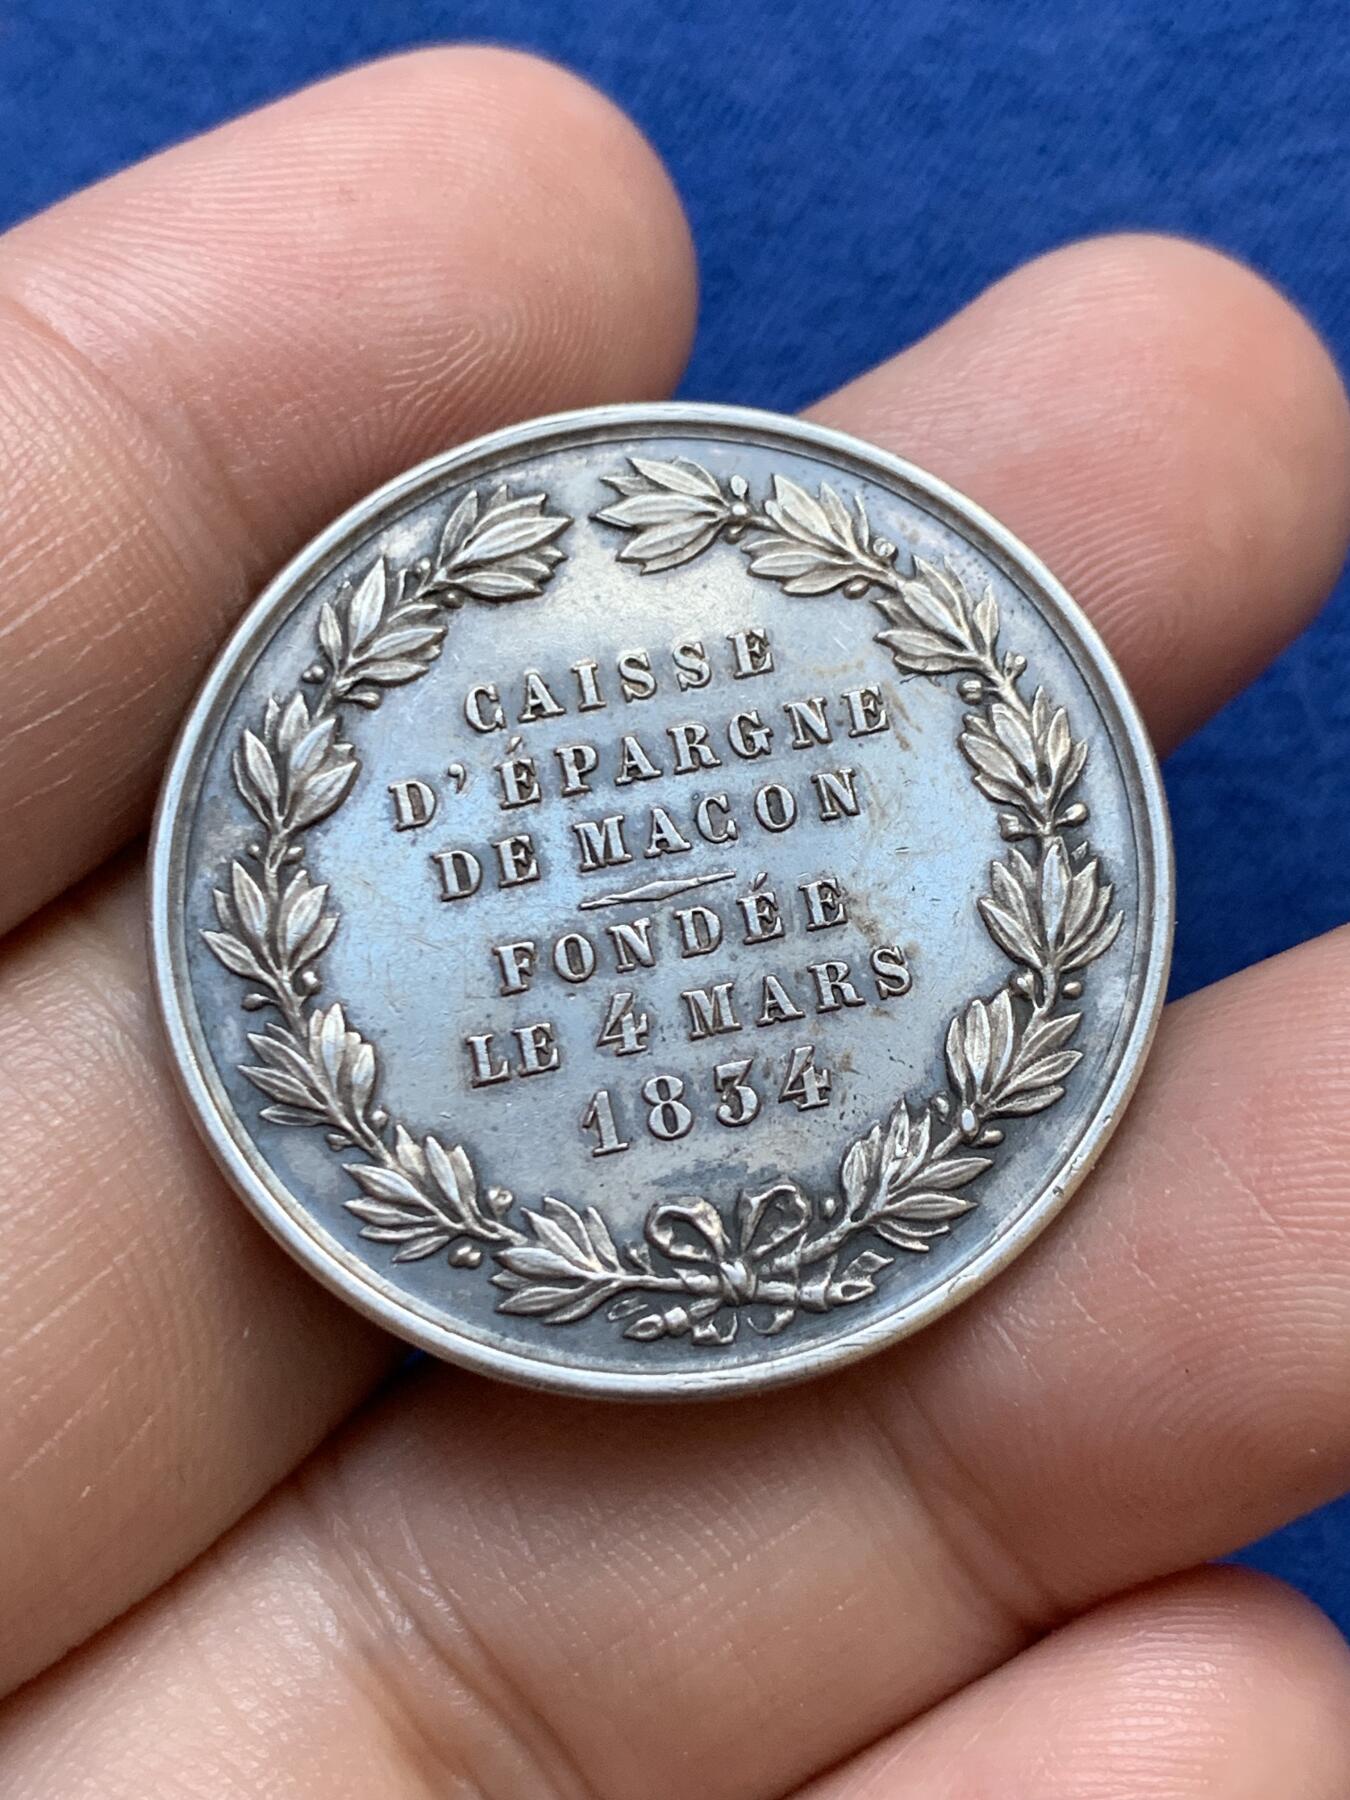 CAISSE
D'ÉPARGNE
DE MACON
FONDÉE
LE 4 MARS
1834